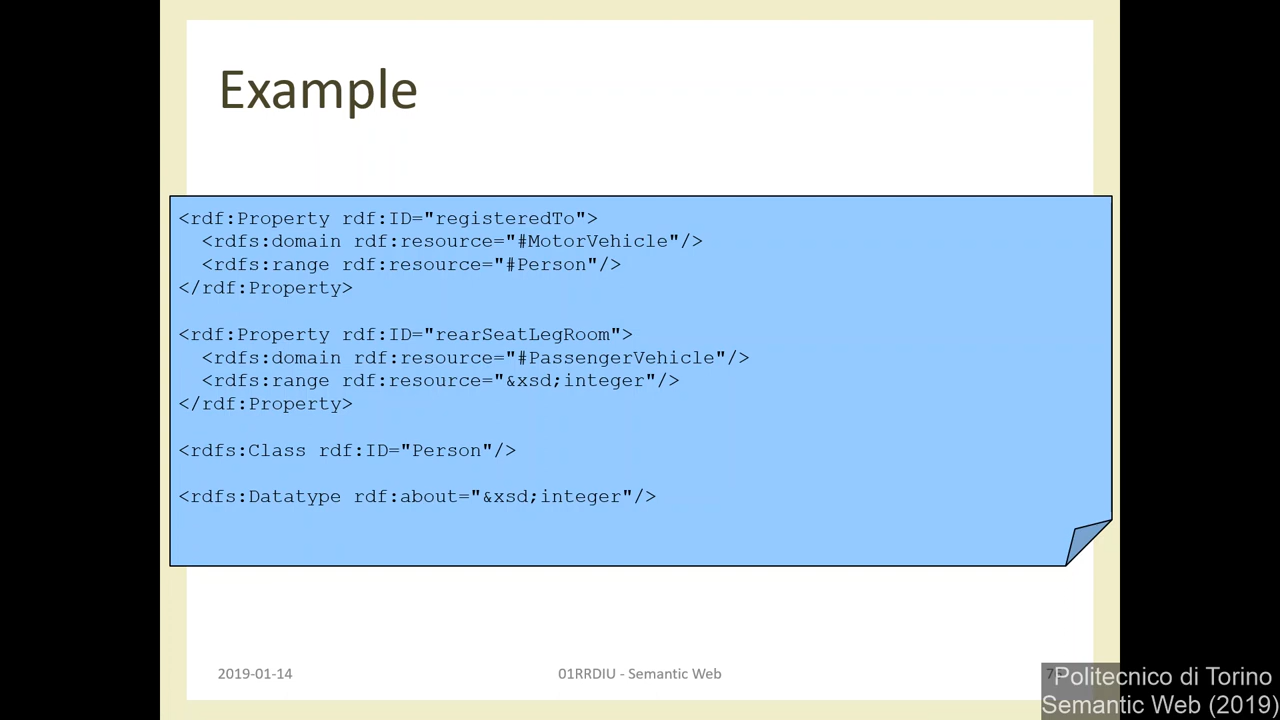 Example
<rdf:Property rdf:ID="registeredTo">
<rdfs:domain rdf:resource="#MotorVehicle"/>
<rdfs:range rdf:resource="#Person"/>
</rdf:Property>
<rdf:Property rdf:ID="rearSeatLegRoom">
<rdfs:domain rdf:resource="#PassengerVehicle"/>
<rdfs:range rdf:resource="&xsd;integer"/>
</rdf:Property>
<rdfs:Class rdf:ID="Person"/>
<rdfs:Datatype rdf:about="&xsd;integer"/>
2019-01-14
01RRDIU - Semantic Web
Politecnico di Torino
Semantic Web (2019)